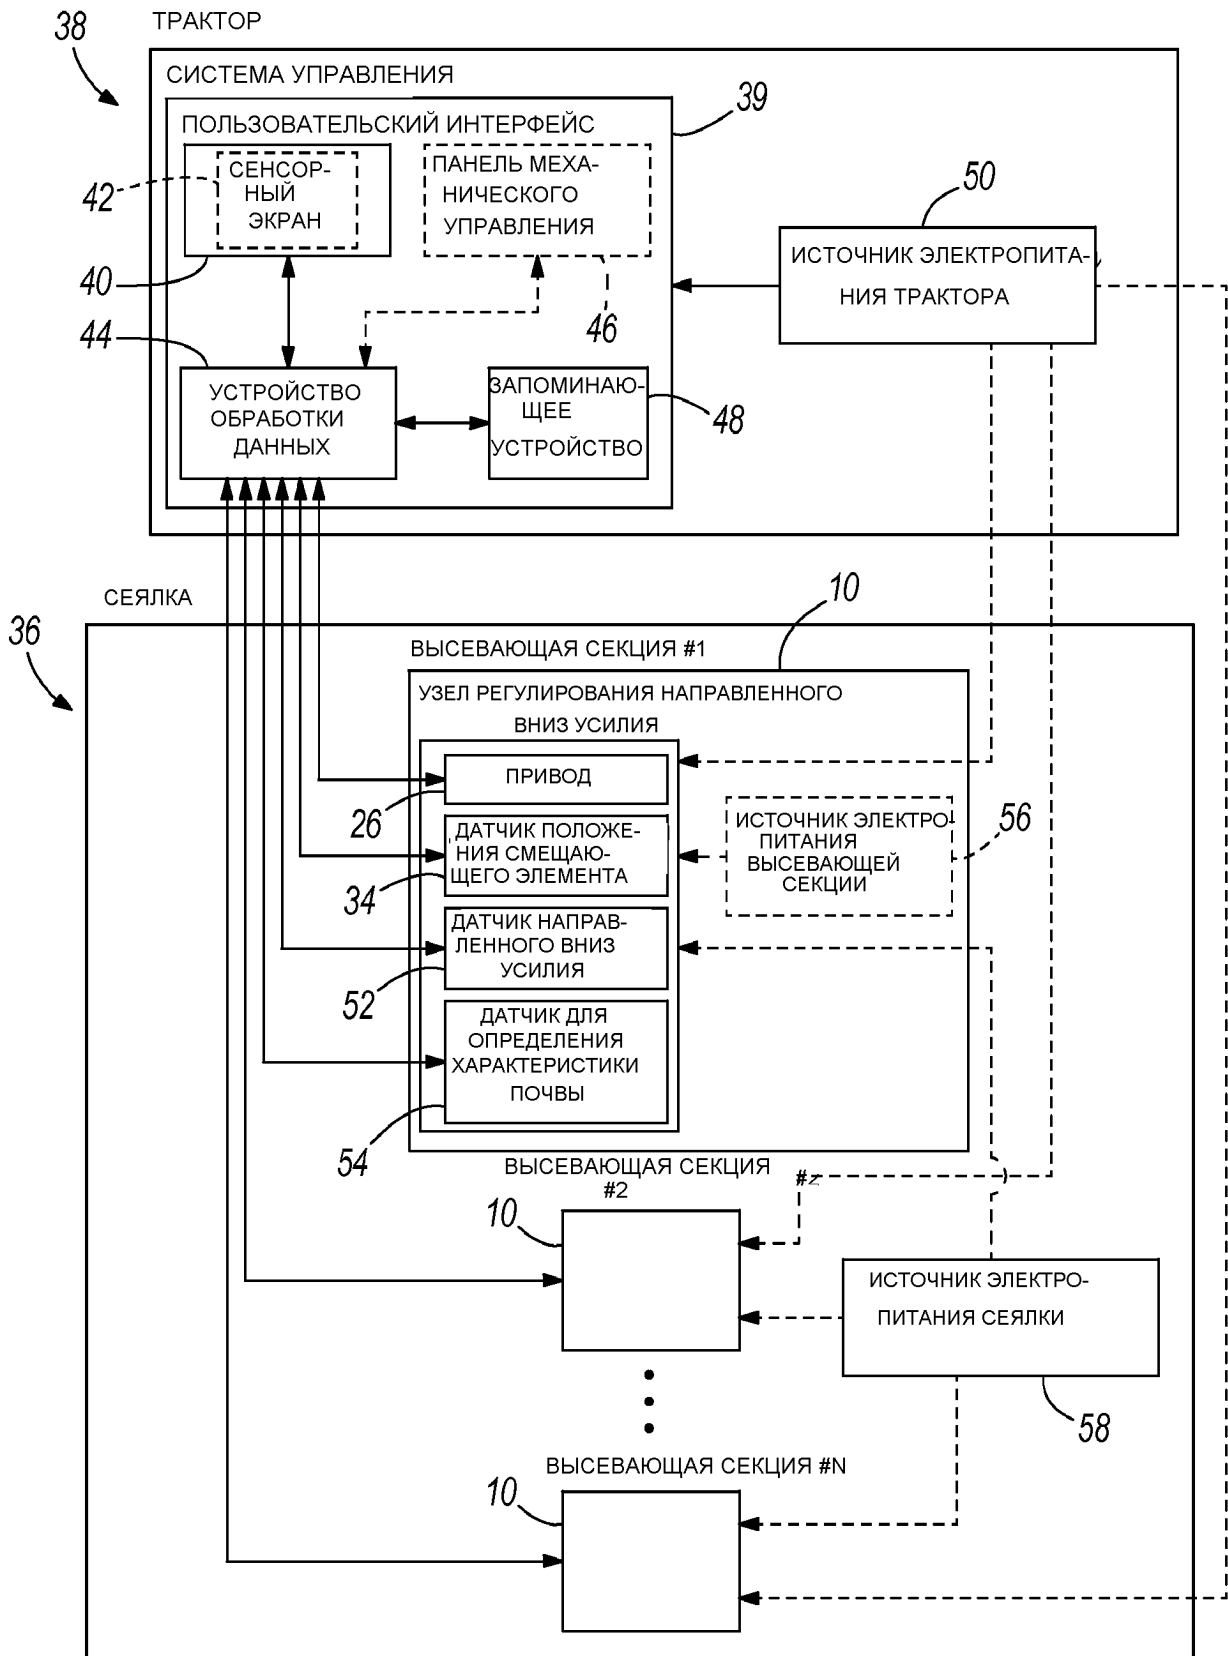 ТРАКТОР
38
СИСТЕМА УПРАВЛЕНИЯ
39
ПОЛЬЗОВАТЕЛЬСКИЙ ИНТЕРФЕЙС
42
СЕНСОР-
НЫЙ
ЭКРАН
ПАНЕЛЬ МЕХА-
НИЧЕСКОГО
УПРАВЛЕНИЯ
50
ИСТОЧНИК ЭЛЕКТРОПИТА-
НИЯ ТРАКТОРА
40
46
44
УСТРОЙСТВО
ОБРАБОТКИ
ДАННЫХ
ЗАПОМИНАЮ-
ЩЕЕ
УСТРОЙСТВО
48
СЕЯЛКА
36
10
ВЫСЕВАЮЩАЯ СЕКЦИЯ #1
УЗЕЛ РЕГУЛИРОВАНИЯ НАПРАВЛЕННОГО
ВНИЗ УСИЛИЯ
ПРИВОД
26
ДАТЧИК ПОЛОЖЕ-
НИЯ СМЕЩАЮ-
ЩЕГО ЭЛЕМЕНТА
34
ИСТОЧНИК ЭЛЕКТРО-
ПИТАНИЯ
ВЫСЕВАЮЩЕЙ
СЕКЦИИ
56
ДАТЧИК НАПРАВ-
ЛЕННОГО ВНИЗ
УСИЛИЯ
52
ДАТЧИК ДЛЯ
ОПРЕДЕЛЕНИЯ
ХАРАКТЕРИСТИКИ
ПОЧВЫ
54
ВЫСЕВАЮЩАЯ СЕКЦИЯ
#2
10
ИСТОЧНИК ЭЛЕКТРО-
ПИТАНИЯ СЕЯЛКИ
58
ВЫСЕВАЮЩАЯ СЕКЦИЯ #N
10